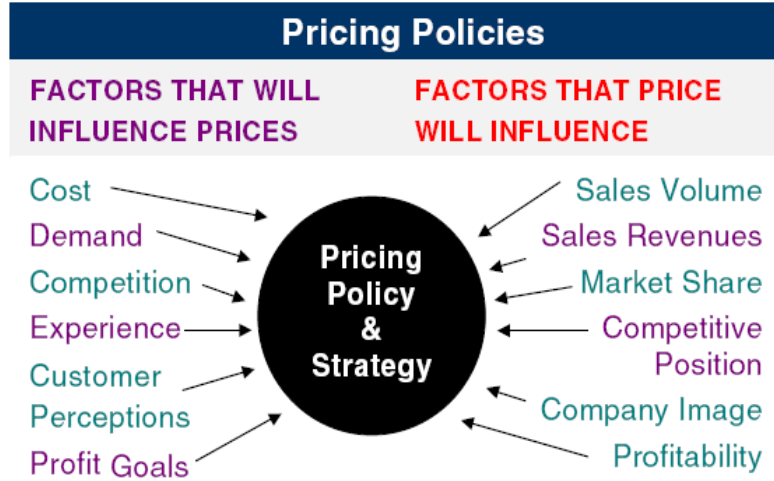 Pricing Policies
FACTORS THAT WILL
INFLUENCE PRICES
FACTORS THAT PRICE
WILL INFLUENCE
Cost
Demand
Competition
Experience
Customer
Perceptions
Profit Goals
Pricing
Policy
&
Strategy
Sales Volume
Sales Revenues
Market Share
Competitive
Position
Company Image
Profitability